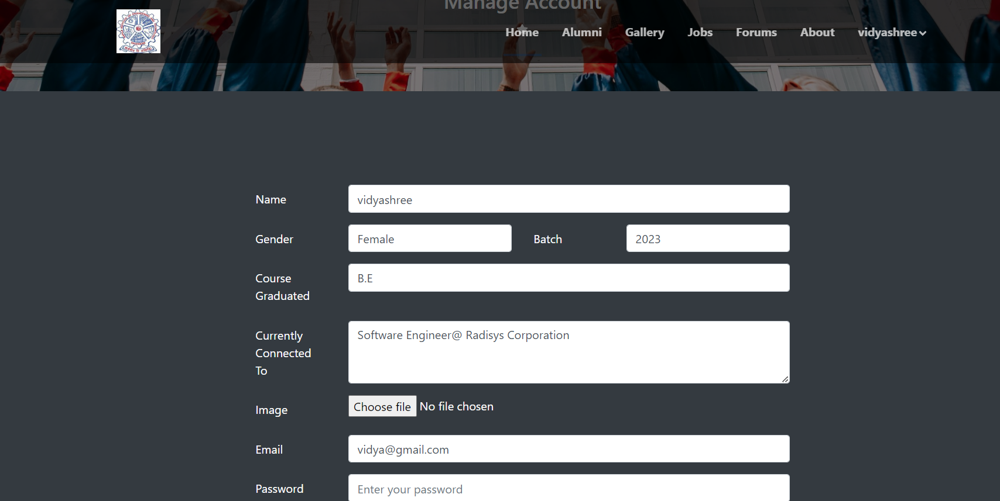 Manage Account
Home Alumni Gallery Jobs Forums About vidyashree
Name vidyashree
Gender Female Batch 2023
Course B.E
Graduated
Currently Software Engineer@ Radisys Corporation
Connected
To
Image Choose file No file chosen
Email vidya@gmail.com
Password Enter your password